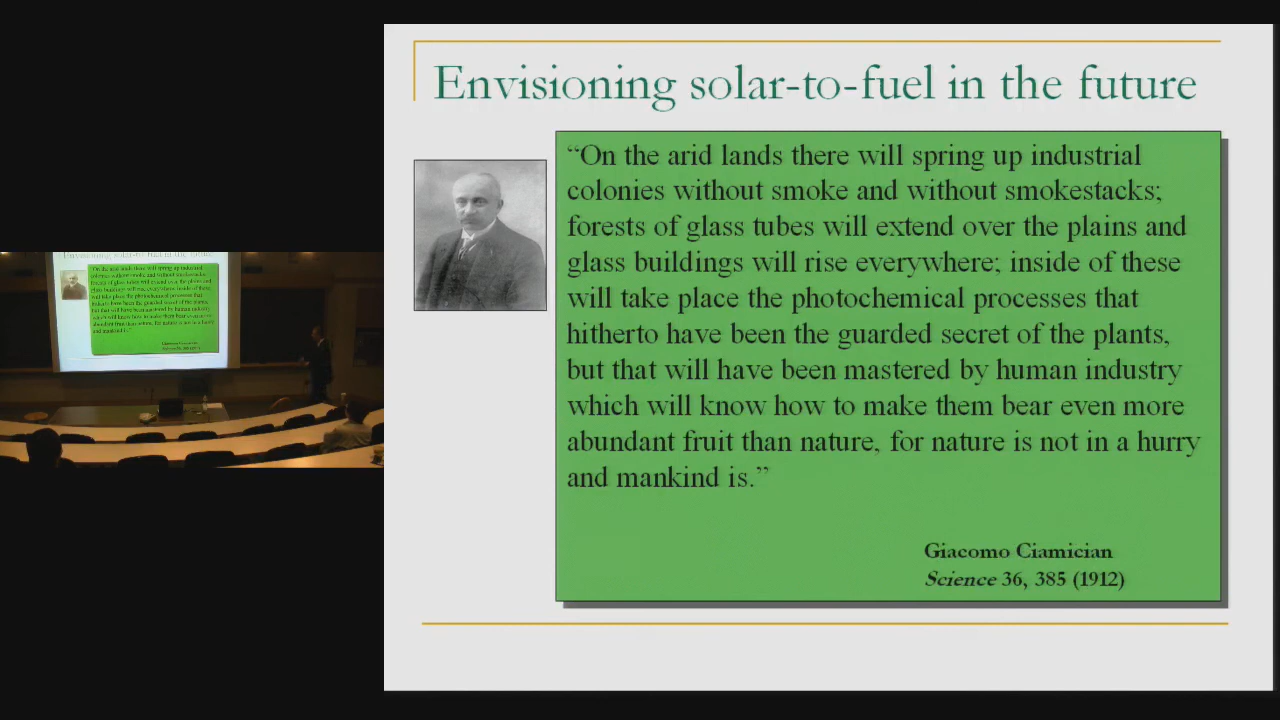 Envisioning solar-to-fuel in the future
“On the arid lands there will spring up industrial
colonies without smoke and without smokestacks;
forests of glass tubes will extend over the plains and
glass buildings will rise everywhere; inside of these
will take place the photochemical processes that
hitherto have been the guarded secret of the plants,
but that will have been mastered by human industry
which will know how to make them bear even more
abundant fruit than nature, for nature is not in a hurry
and mankind is.”
Giacomo Ciamician
Science 36, 385 (1912)